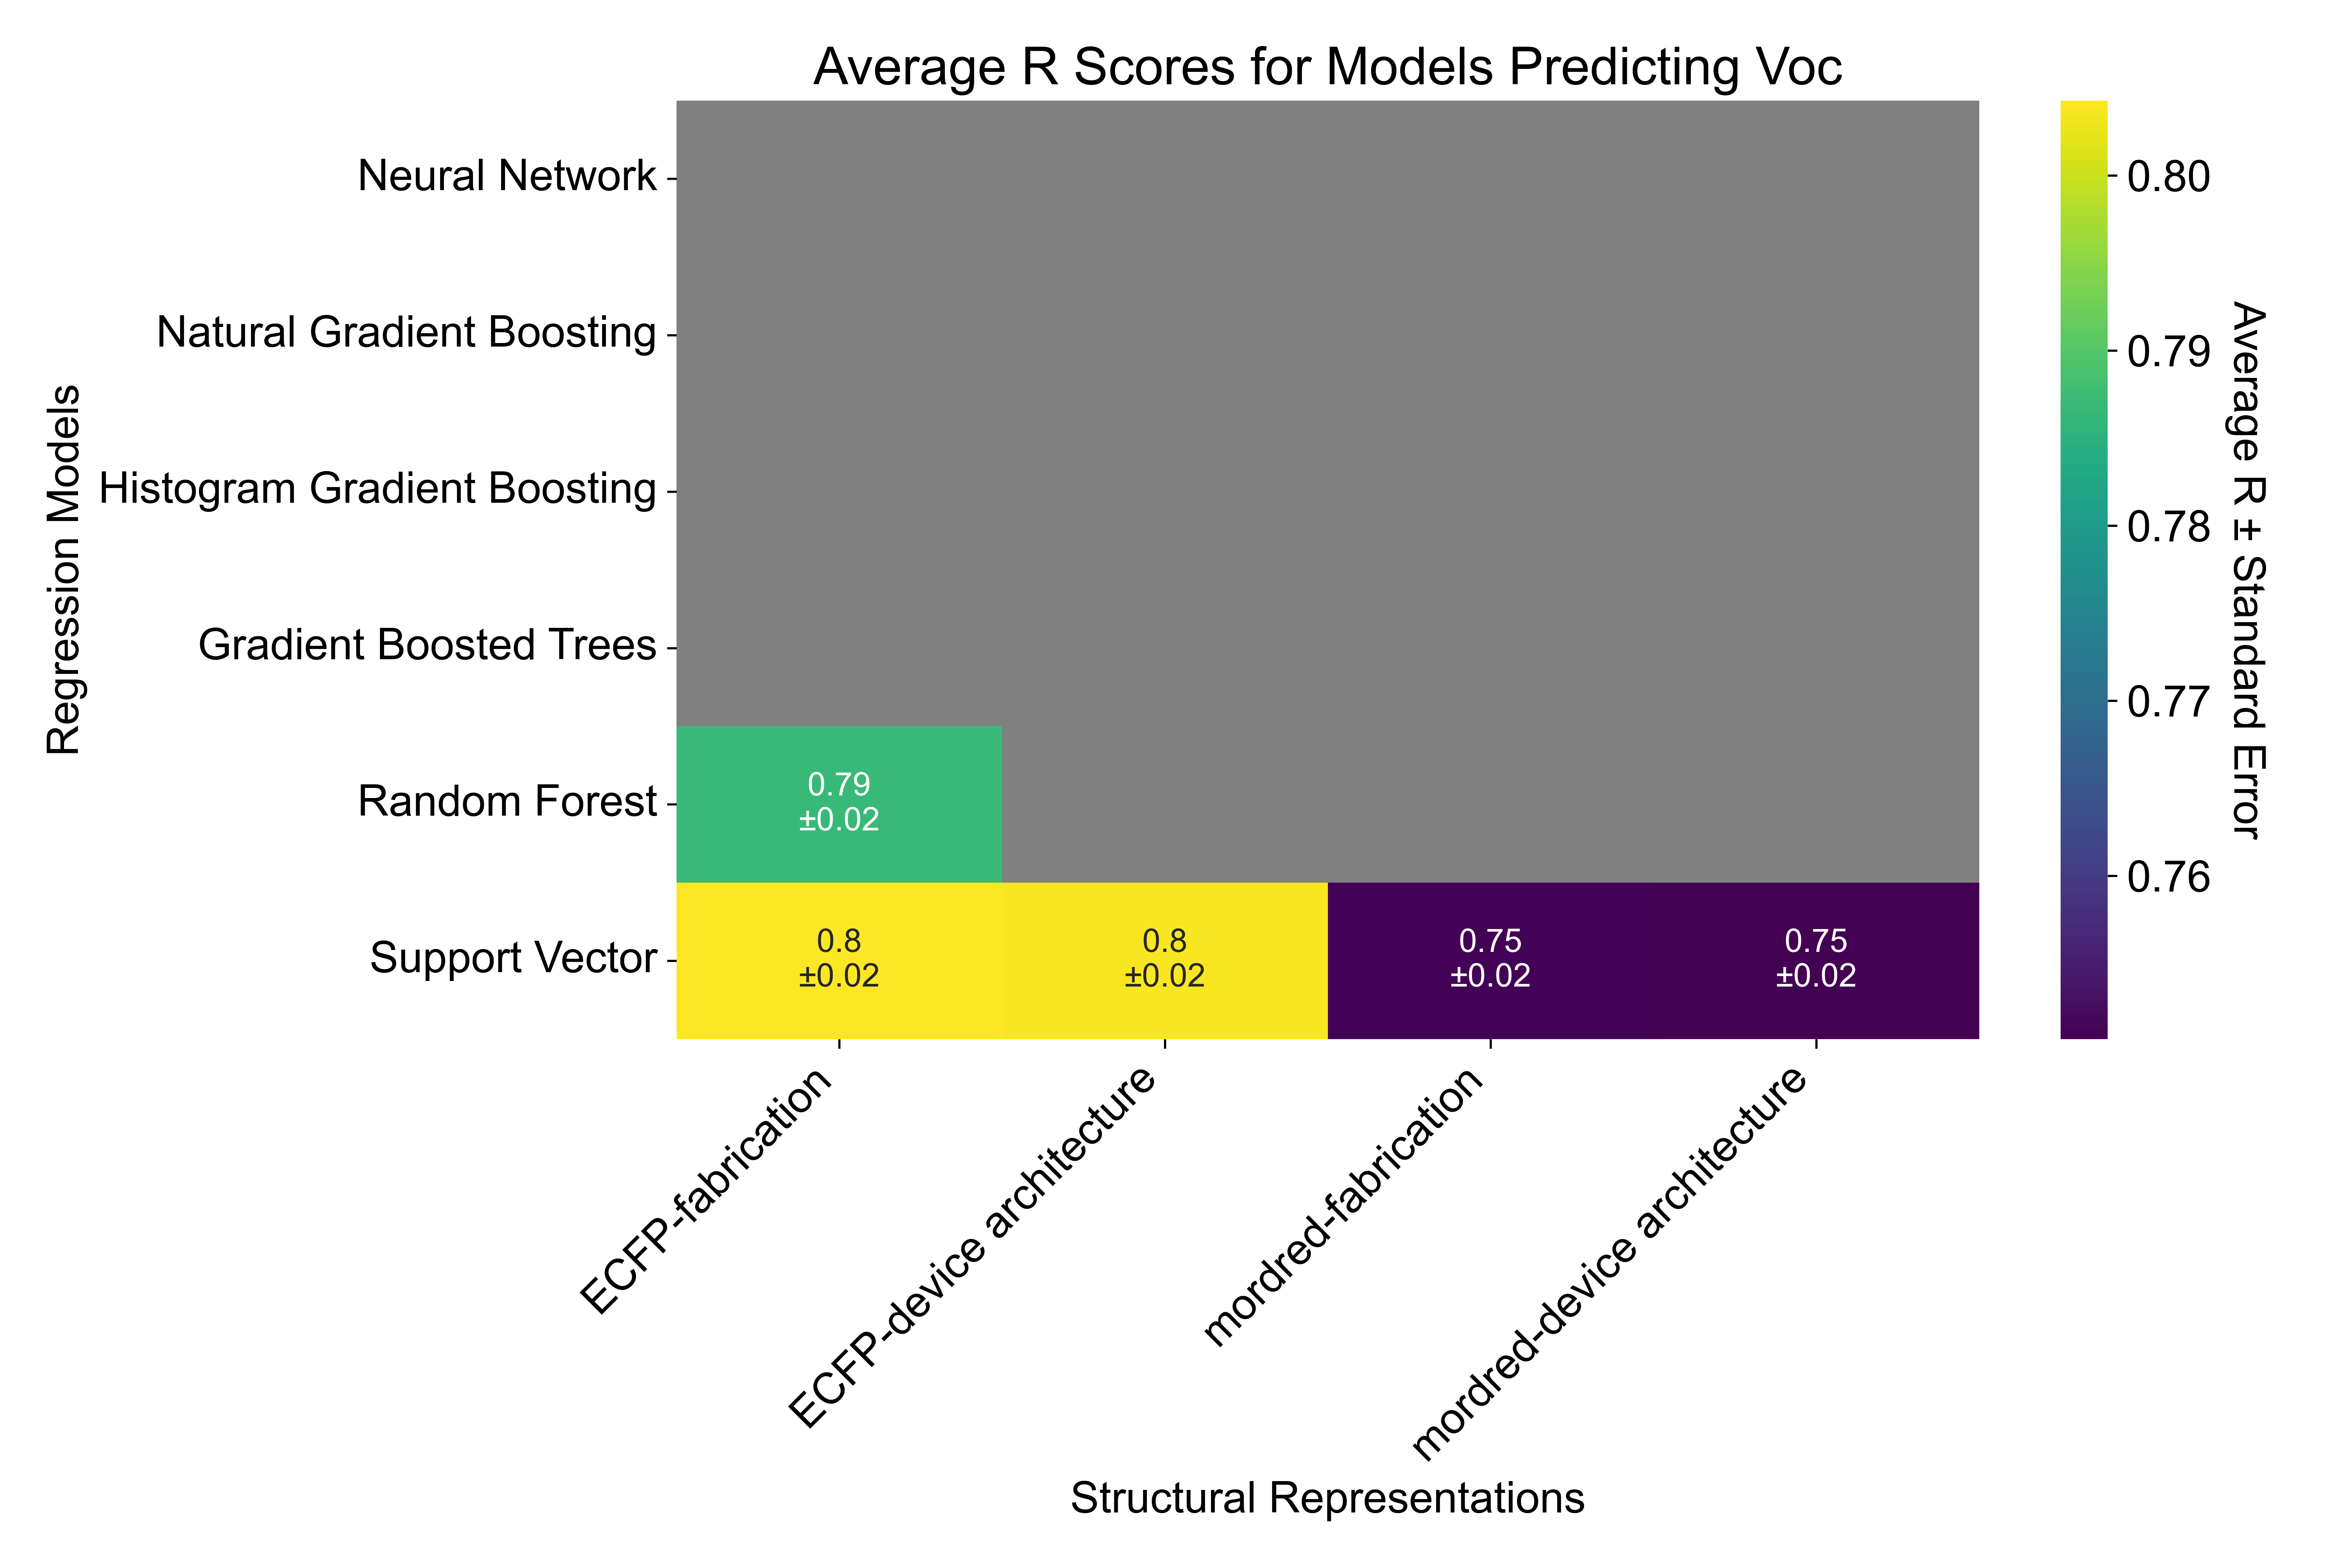 Average R Scores for Models Predicting Voc
Regression Models
Neural Network
Natural Gradient Boosting
Histogram Gradient Boosting
Gradient Boosted Trees
Random Forest
Support Vector
0.79
±0.02
0.8
±0.02
0.8
±0.02
0.75
±0.02
0.75
±0.02
ECFP-fabrication
ECFP-device architecture
mordred-fabrication
mordred-device architecture
Structural Representations
0.80
0.79
0.78
0.77
0.76
Average R ± Standard Error